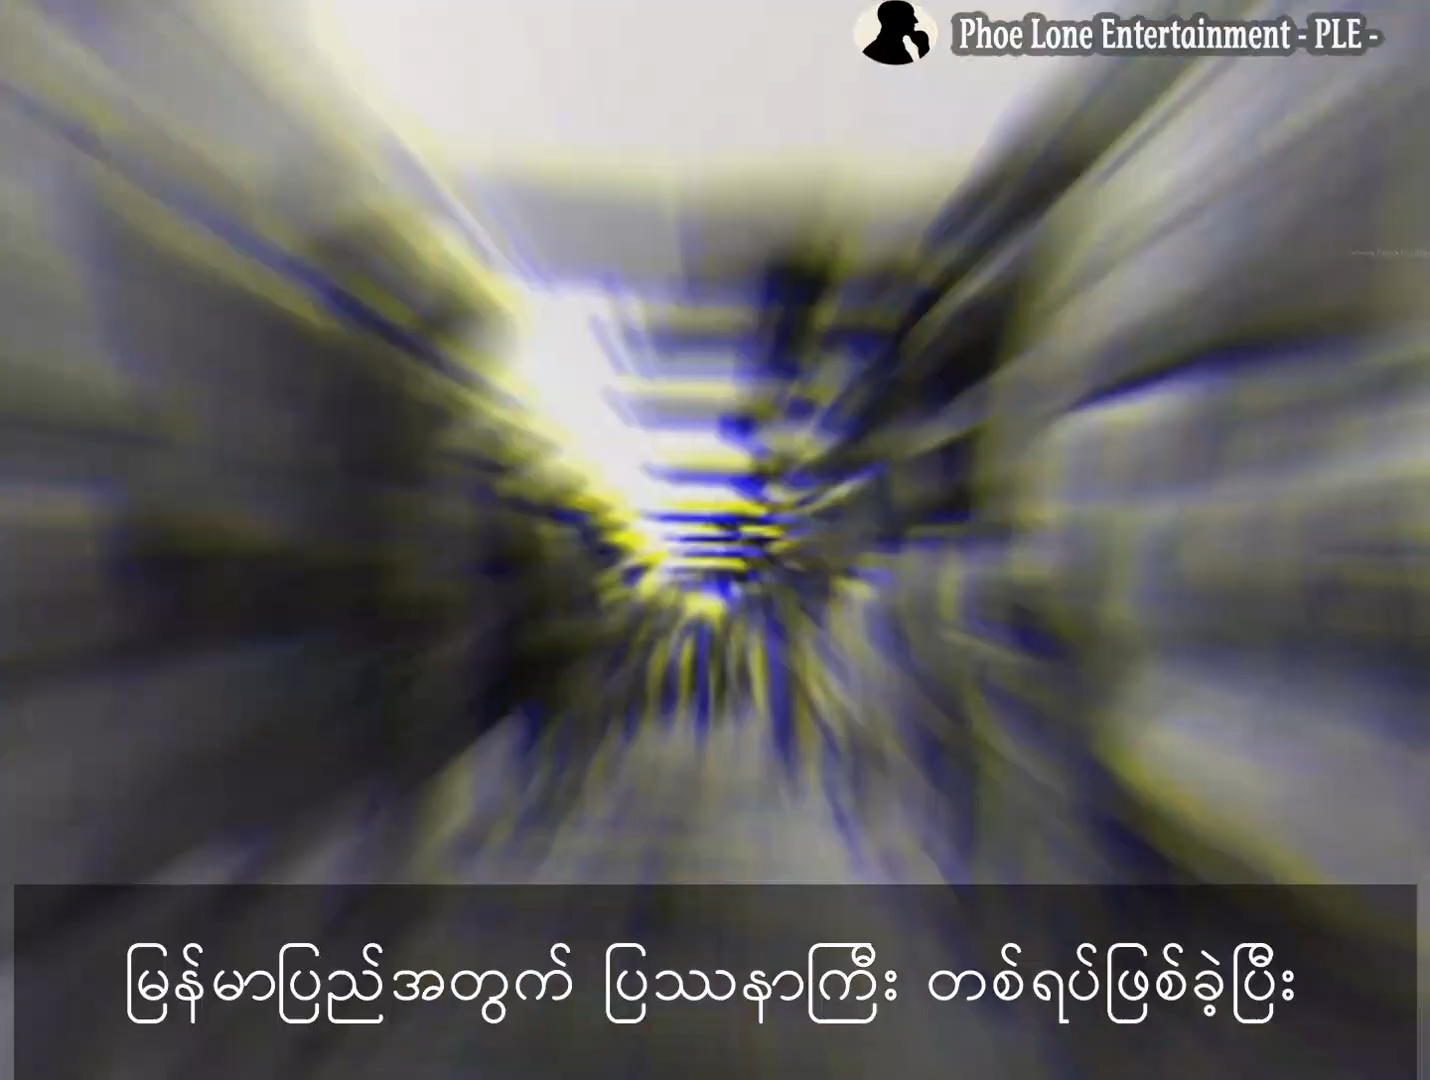 Phoe Lone Entertainment - PLE -
မြန်မာပြည်အတွက် ပြဿနာကြီး တစ်ရပ်ဖြစ်ခဲ့ပြီး